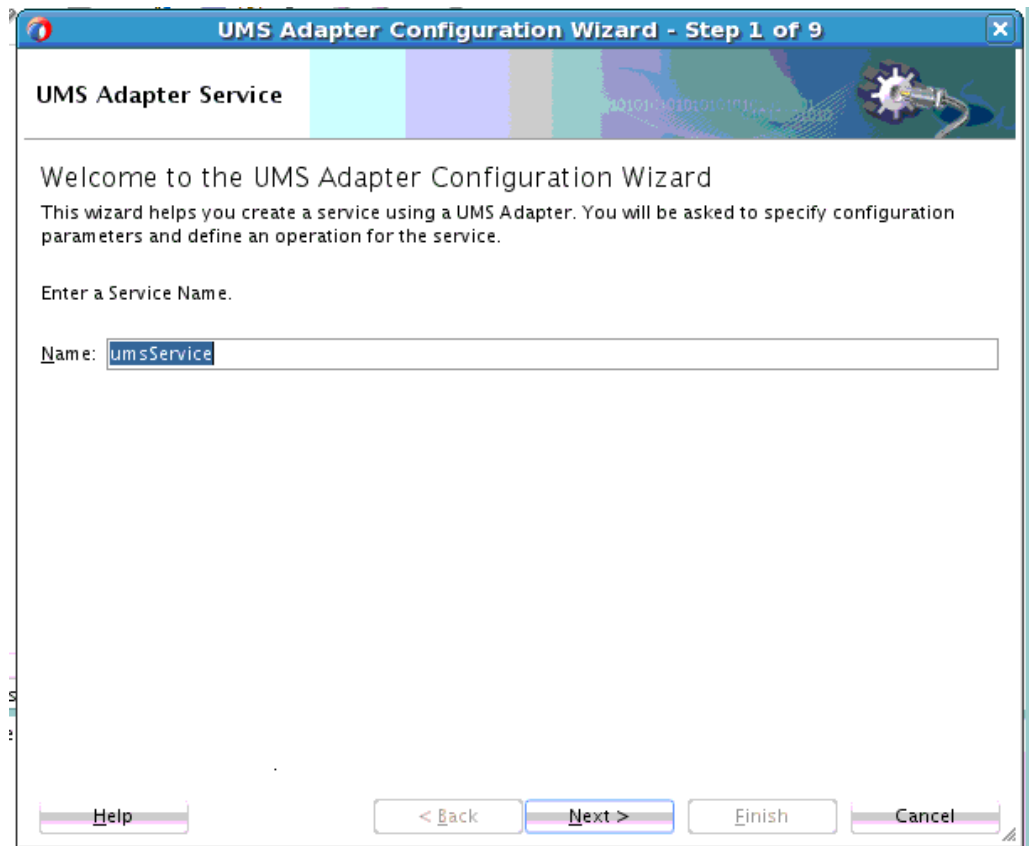 UMS Adapter Configuration Wizard - Step 1 of 9
UMS Adapter Service
Welcome to the UMS Adapter Configuration Wizard
This wizard helps you create a service using a UMS Adapter. You will be asked to specify configuration
parameters and define an operation for the service.
Enter a Service Name.
Name: umsService
Help < Back Next > Finish Cancel